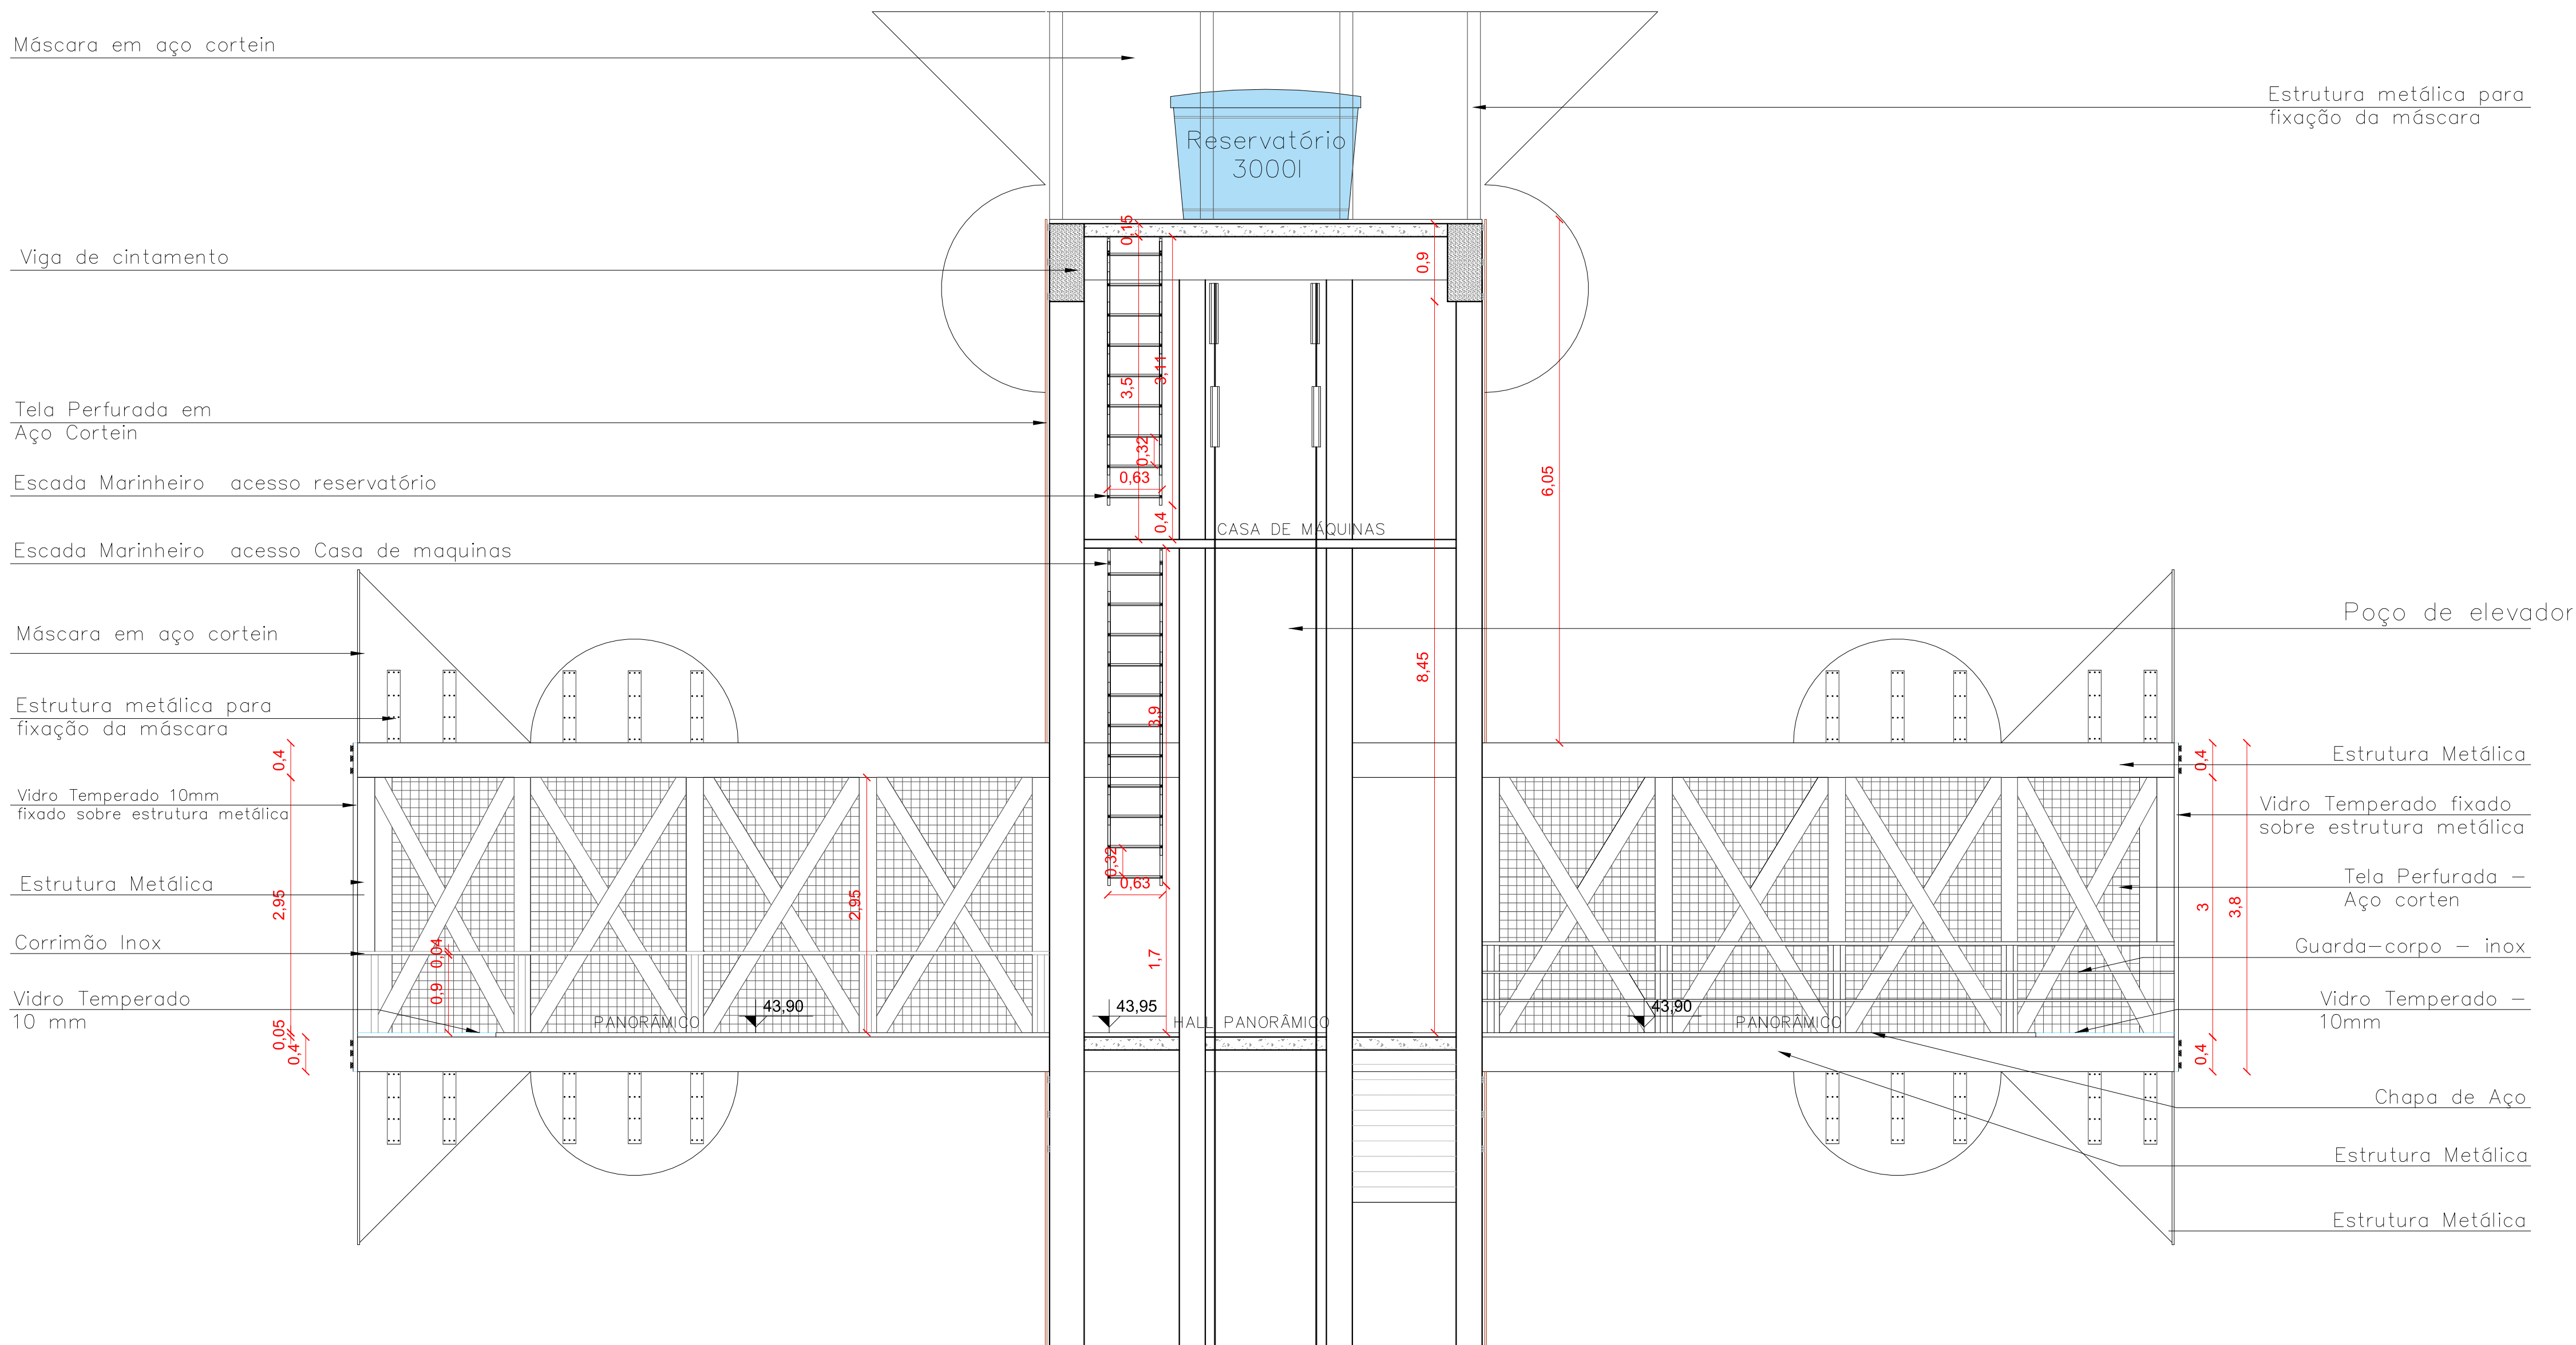 Máscara em aço cortein
Estrutura metálica para
fixação da máscara
Reservatório
3000l
0,15
Viga de cintamento
0,9
3,11
3,5
Tela Perfurada em
Aço Cortein
0,32
0,63
Escada Marinheiro  acesso reservatório
6,05
0,4
CASA DE MÁQUINAS
Escada Marinheiro  acesso Casa de maquinas
Poço de elevador
Máscara em aço cortein
8,45
Estrutura metálica para
fixação da máscara
3,9
0,4
Estrutura Metálica
0,4
Vidro Temperado 10mm
fixado sobre estrutura metálica
Vidro Temperado fixado
sobre estrutura metálica
0,32
0,63
Estrutura Metálica
Tela Perfurada –
Aço corten
2,95
2,95
3
3,8
Corrimão Inox
0,04
Guarda–corpo – inox
1,7
0,9
Vidro Temperado
10 mm
Vidro Temperado –
10mm
43,90
43,95
43,90
PANORÂMICO
HALL PANORÂMICO
PANORÂMICO
0,05
0,4
0,4
Chapa de Aço
Estrutura Metálica
Estrutura Metálica